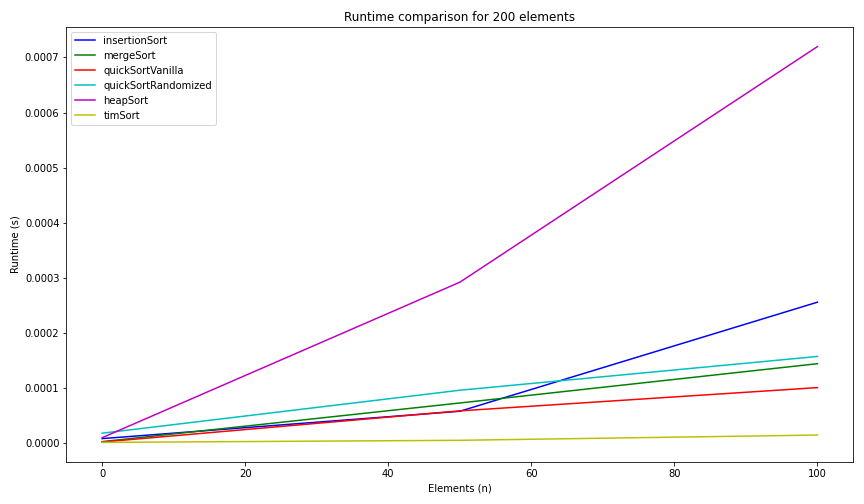 Runtime comparison for 200 elements
insertionSort
mergeSort
quickSortVanilla
quickSortRandomized
heapSort
timSort
0.0007
0.0006
0.0005
0.0004
0.0003
0.0002
0.0001
0.0000
Runtime (s)
0 20 40 60 80 100
Elements (n)